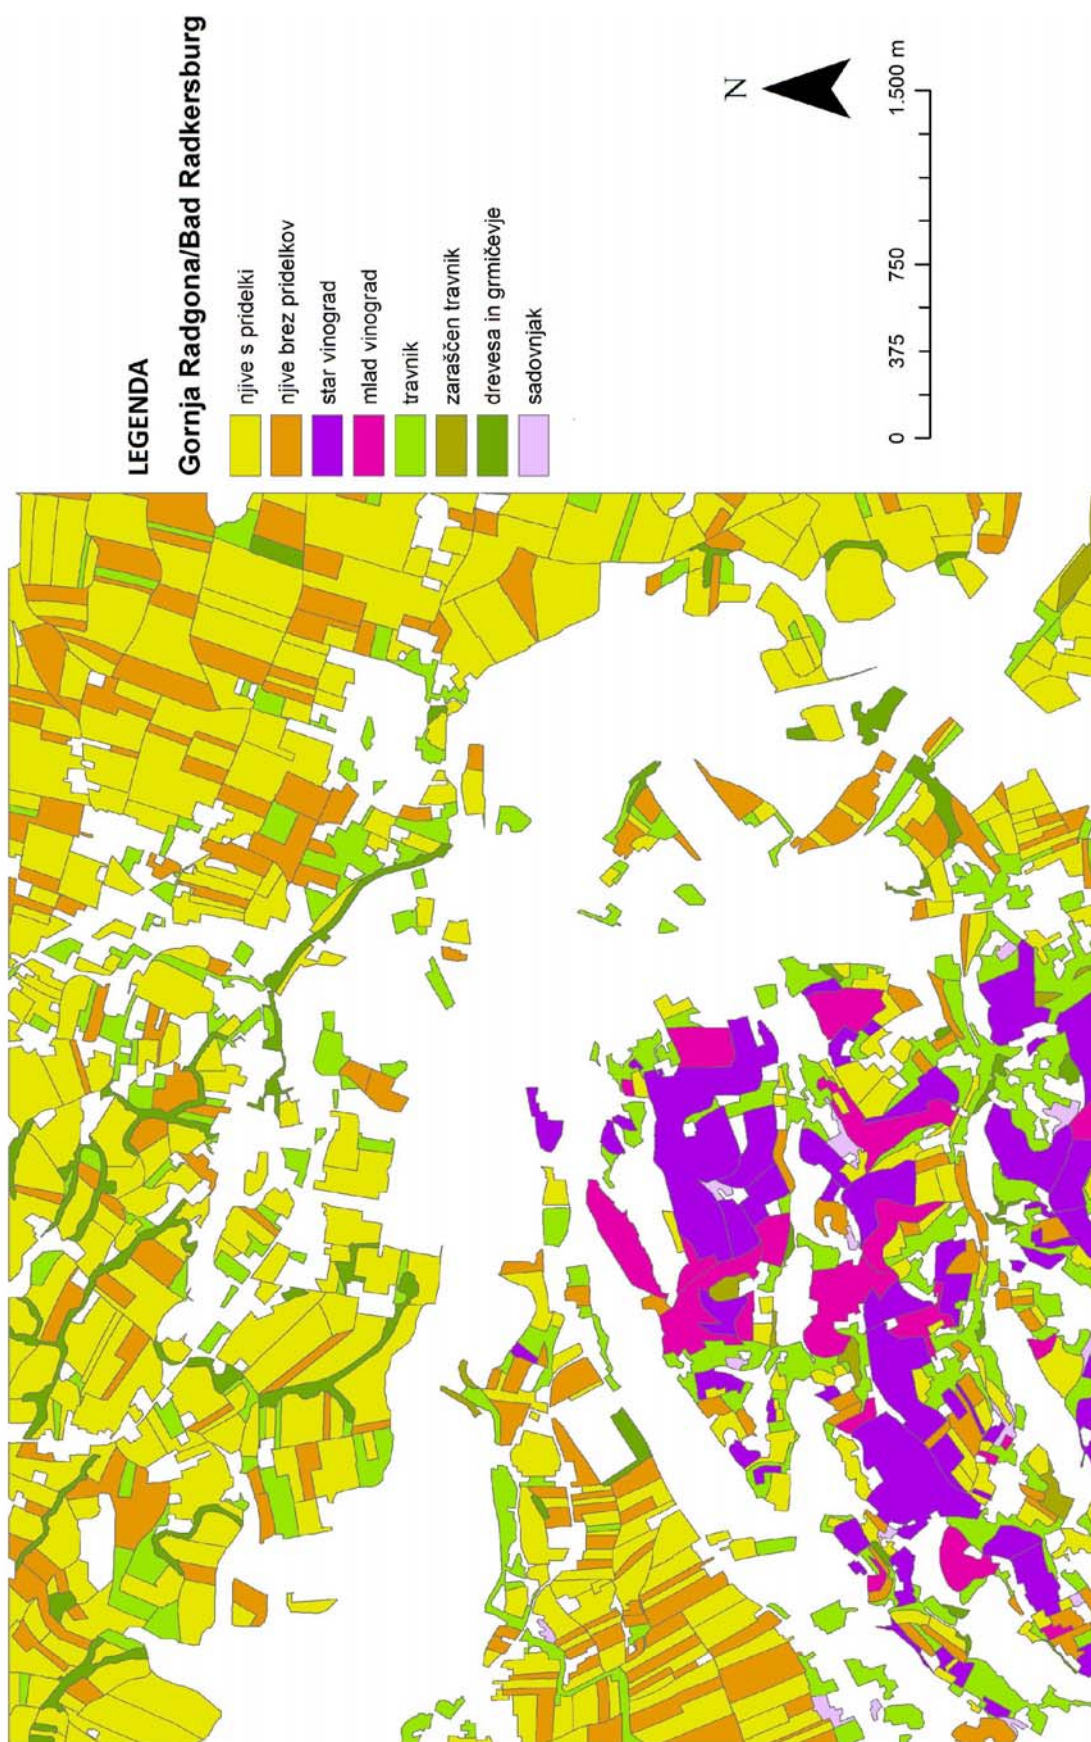 LEGENDA
Gornja Radgona/Bad Radkersburg
njive s pridelki
njive brez pridelkov
star vinograd
mlad vinograd
travnik
zaraščen travnik
drevesa in grmičevje
sadovnjak
N
0 375 750 1.500 m